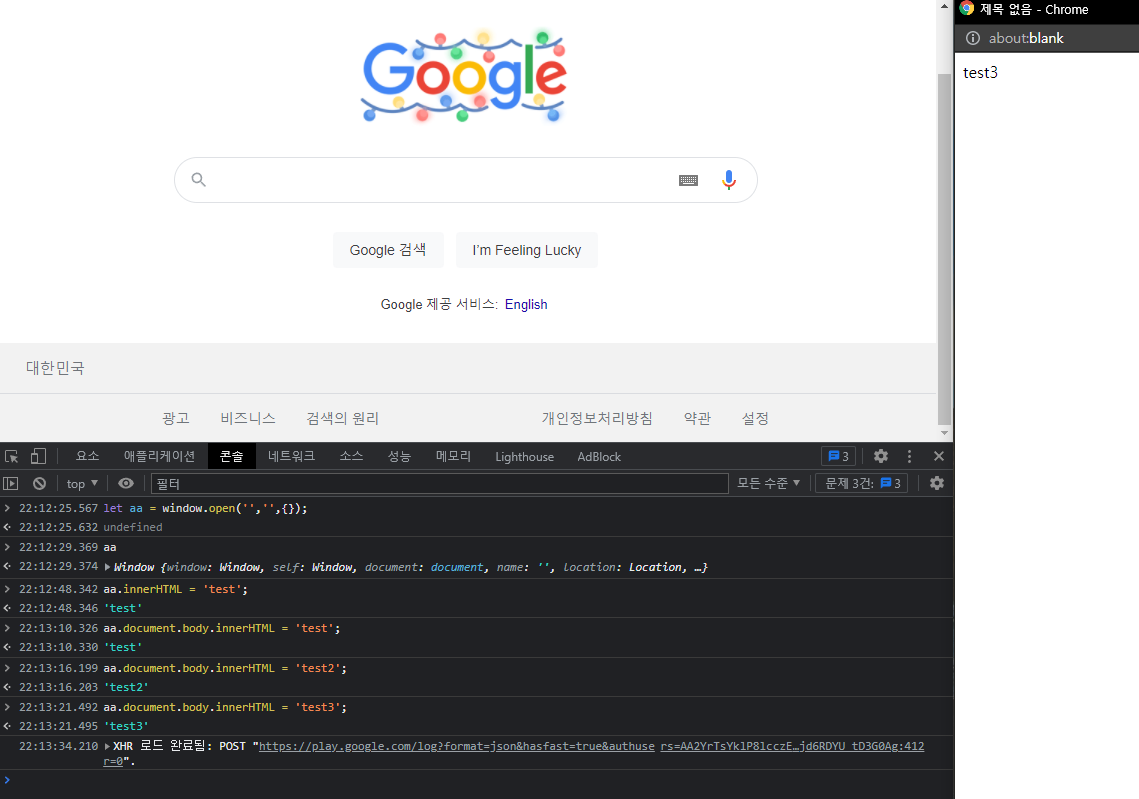 Google
Google 검색
I'm Feeling Lucky
Google 제공 서비스: English
대한민국
광고 비즈니스 검색의 원리 개인정보처리방침 약관 설정
제목 없음 - Chrome
about:blank
test3
요소 애플리케이션 콘솔 네트워크 소스 성능 메모리 Lighthouse AdBlock 3
top ▼ 필터 모든 수준 ▼ 문제 3건: 3
22:12:25.567 let aa = window.open('','',{});
22:12:25.632 undefined
22:12:29.369 aa
22:12:29.374 ▶Window {window: Window, self: Window, document: document, name: '', location: Location, …}
22:12:48.342 aa.innerHTML = 'test';
22:12:48.346 'test'
22:13:10.326 aa.document.body.innerHTML = 'test';
22:13:10.330 'test'
22:13:16.199 aa.document.body.innerHTML = 'test2';
22:13:16.203 'test2'
22:13:21.492 aa.document.body.innerHTML = 'test3';
22:13:21.495 'test3'
22:13:34.210 ▶XHR 로드 완료됨: POST "https://play.google.com/log?format=json&hasfast=true&authuse rs=AA2YrTsYklP8lcczE…jd6RDYU_tD3G0Ag:412
r=0".